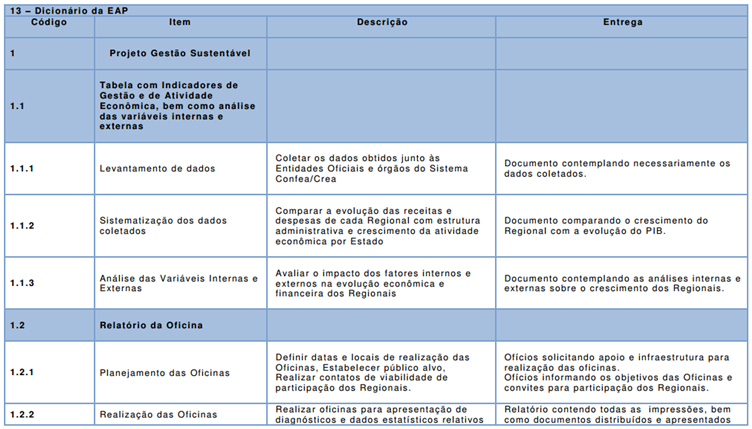 13 – Dicionário da EAP
Código Item Descrição Entrega
1 Projeto Gestão Sustentável
1.1
Tabela com Indicadores de
Gestão e de Atividade
Econômica, bem como análise
das variáveis internas e
externas
1.1.1
Levantamento de dados
Coletar os dados obtidos junto às
Entidades Oficiais e órgãos do Sistema
Confea/Crea
Documento contemplando necessariamente os
dados coletados.
1.1.2
Sistematização dos dados
coletados
Comparar a evolução das receitas e
despesas de cada Regional com estrutura
administrativa e crescimento da atividade
econômica por Estado
Documento comparando o crescimento do
Regional com a evolução do PIB.
1.1.3
Análise das Variáveis Internas e
Externas
Avaliar o impacto dos fatores internos e
externos na evolução econômica e
financeira dos Regionais
Documento contemplando as análises internas e
externas sobre o crescimento dos Regionais.
1.2 Relatório da Oficina
1.2.1
Planejamento das Oficinas
Definir datas e locais de realização das
Oficinas, Estabelecer público alvo,
Realizar contatos de viabilidade de
participação dos Regionais.
Ofícios solicitando apoio e infraestrutura para
realização das oficinas.
Ofícios informando os objetivos das Oficinas e
convites para participação dos Regionais.
1.2.2
Realização das Oficinas
Realizar oficinas para apresentação de
diagnósticos e dados estatísticos relativos
Relatório contendo todas as impressões, bem
como documentos distribuídos e apresentados